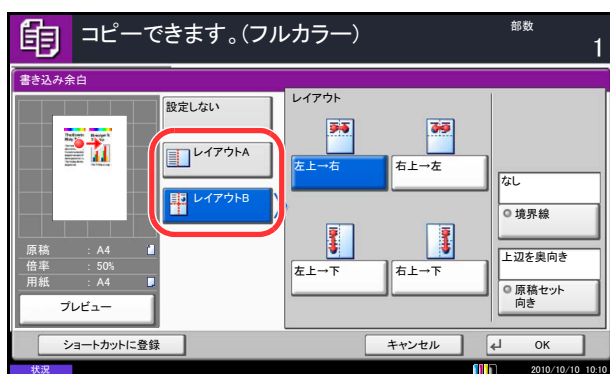 コピーできます。(フルカラー)
部数
1
書き込み余白
設定しない
レイアウトA
レイアウトB
レイアウト
左上→右
右上→左
左上→下
右上→下
なし
境界線
上辺を奥向き
原稿セット
向き
原稿 : A4
倍率 : 50%
用紙 : A4
プレビュー
ショートカットに登録
キャンセル
OK
状況
2010/10/10 10:10